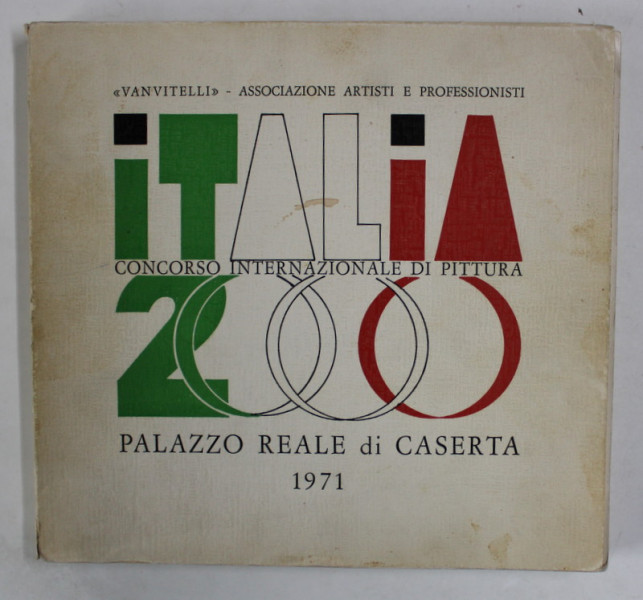 «VANVITELLI» - ASSOCIAZIONE ARTISTI E PROFESSIONISTI
iTALiA
CONCORSO INTERNAZIONALE DI PITTURA
2000
PALAZZO REALE di CASERTA
1971